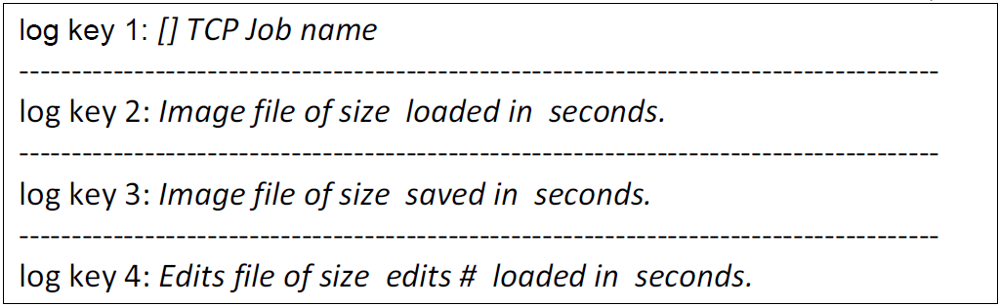 log key 1: [] TCP Job name
----------------------------------------------------------------------------------------
log key 2: Image file of size  loaded in  seconds.
----------------------------------------------------------------------------------------
log key 3: Image file of size  saved in  seconds.
----------------------------------------------------------------------------------------
log key 4: Edits file of size  edits #  loaded in  seconds.